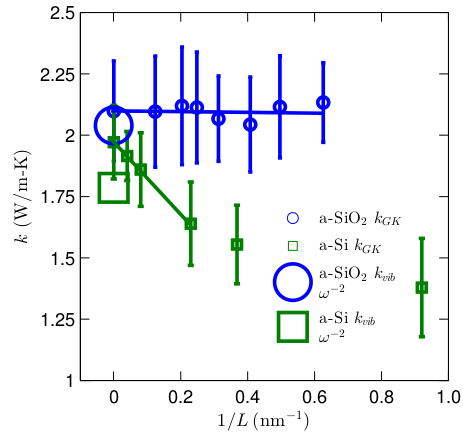 2.5
2.25
2
1.75
1.5
1.25
1
k (W/m-K)
a-SiO₂ k_GK
a-Si k_GK
a-SiO₂ k_vib
ω⁻²
a-Si k_vib
ω⁻²
0 0.2 0.4 0.6 0.8 1.0
1/L (nm⁻¹)